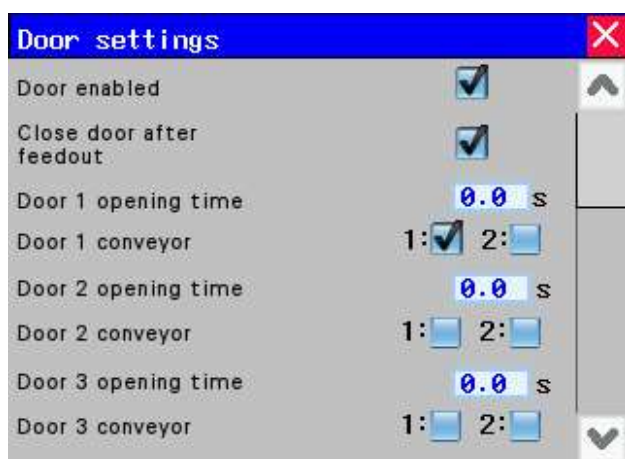 Door settings
Door enabled
Close door after
feedout
Door 1 opening time 0.0 s
Door 1 conveyor 1: 2:
Door 2 opening time 0.0 s
Door 2 conveyor 1: 2:
Door 3 opening time 0.0 s
Door 3 conveyor 1: 2: